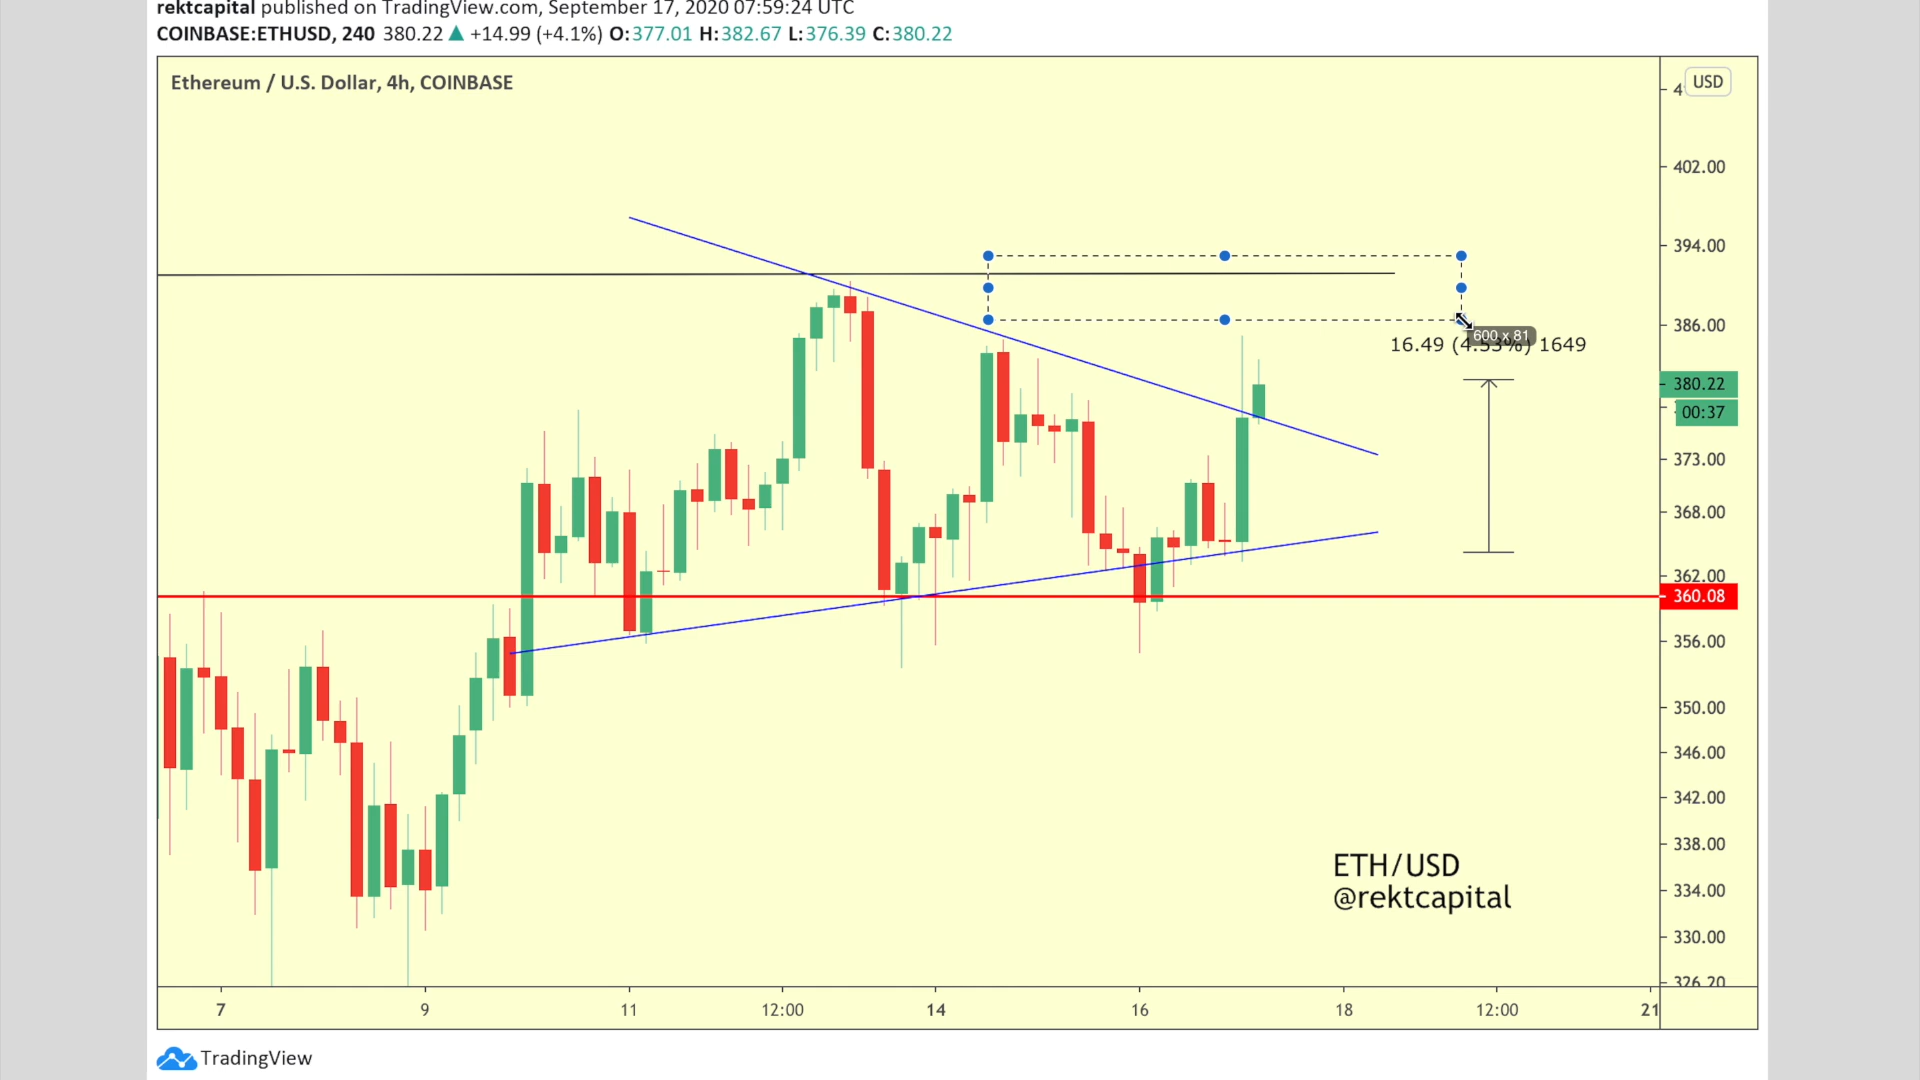 rektcapital published on TradingView.com, September 17, 2020 07:59:24 UTC
COINBASE:ETHUSD, 240 380.22 ▲ +14.99 (+4.1%) O:377.01 H:382.67 L:376.39 C:380.22
Ethereum / U.S. Dollar, 4h, COINBASE
USD
402.00
394.00
386.00
600 x 81
16.49 (4.53%) 1649
380.22
00:37
373.00
368.00
362.00
360.08
356.00
350.00
346.00
342.00
338.00
ETH/USD
334.00
@rektcapital
330.00
326.20
7 9 11 12:00 14 16 18 12:00 21
TradingView